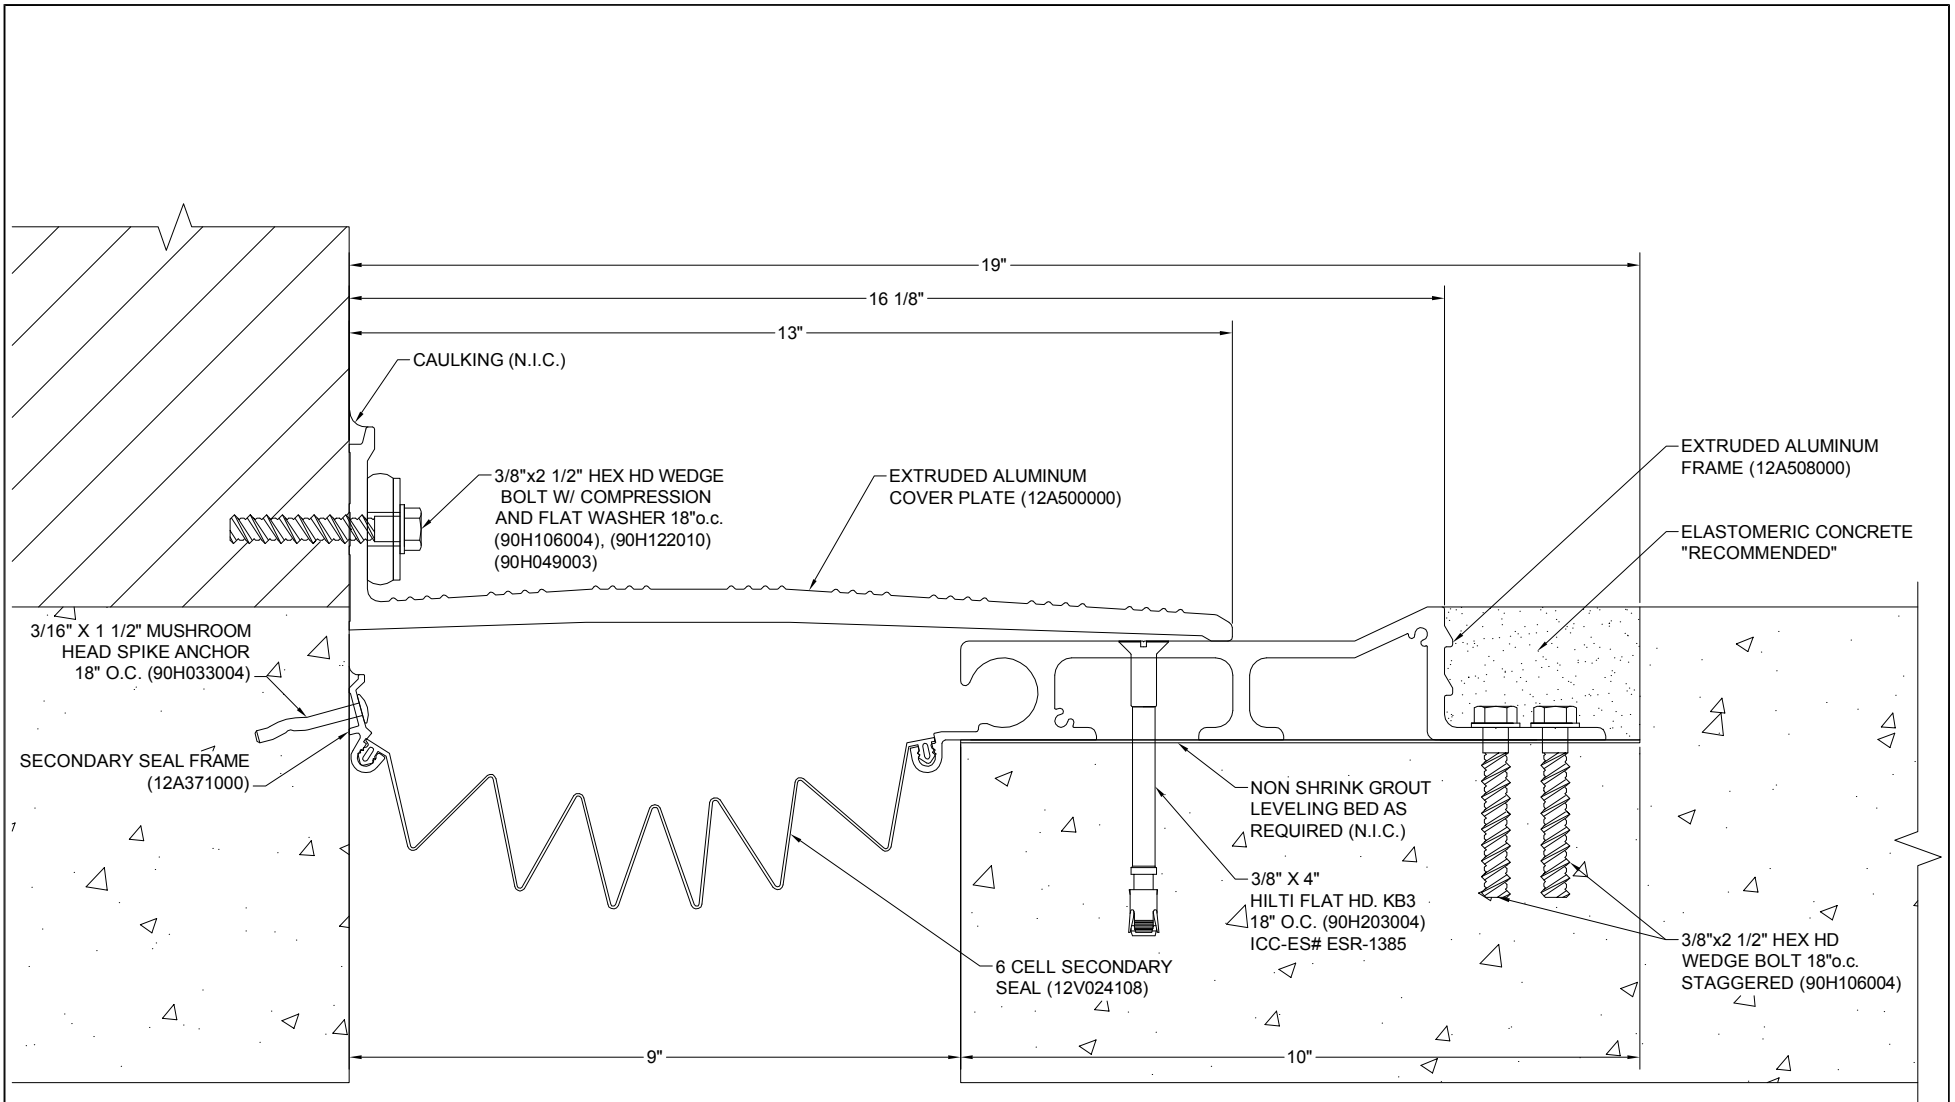 19"
16 1/8"
13"
CAULKING (N.I.C.)
3/8"x2 1/2" HEX HD WEDGE
BOLT W/ COMPRESSION
AND FLAT WASHER 18"o.c.
(90H106004), (90H122010)
(90H049003)
EXTRUDED ALUMINUM
COVER PLATE (12A500000)
EXTRUDED ALUMINUM
FRAME (12A508000)
ELASTOMERIC CONCRETE
"RECOMMENDED"
3/16" X 1 1/2" MUSHROOM
HEAD SPIKE ANCHOR
18" O.C. (90H033004)
SECONDARY SEAL FRAME
(12A371000)
NON SHRINK GROUT
LEVELING BED AS
REQUIRED (N.I.C.)
3/8" X 4"
HILTI FLAT HD. KB3
18" O.C. (90H203004)
ICC-ES# ESR-1385
6 CELL SECONDARY
SEAL (12V024108)
3/8"x2 1/2" HEX HD
WEDGE BOLT 18"o.c.
STAGGERED (90H106004)
9"
10"